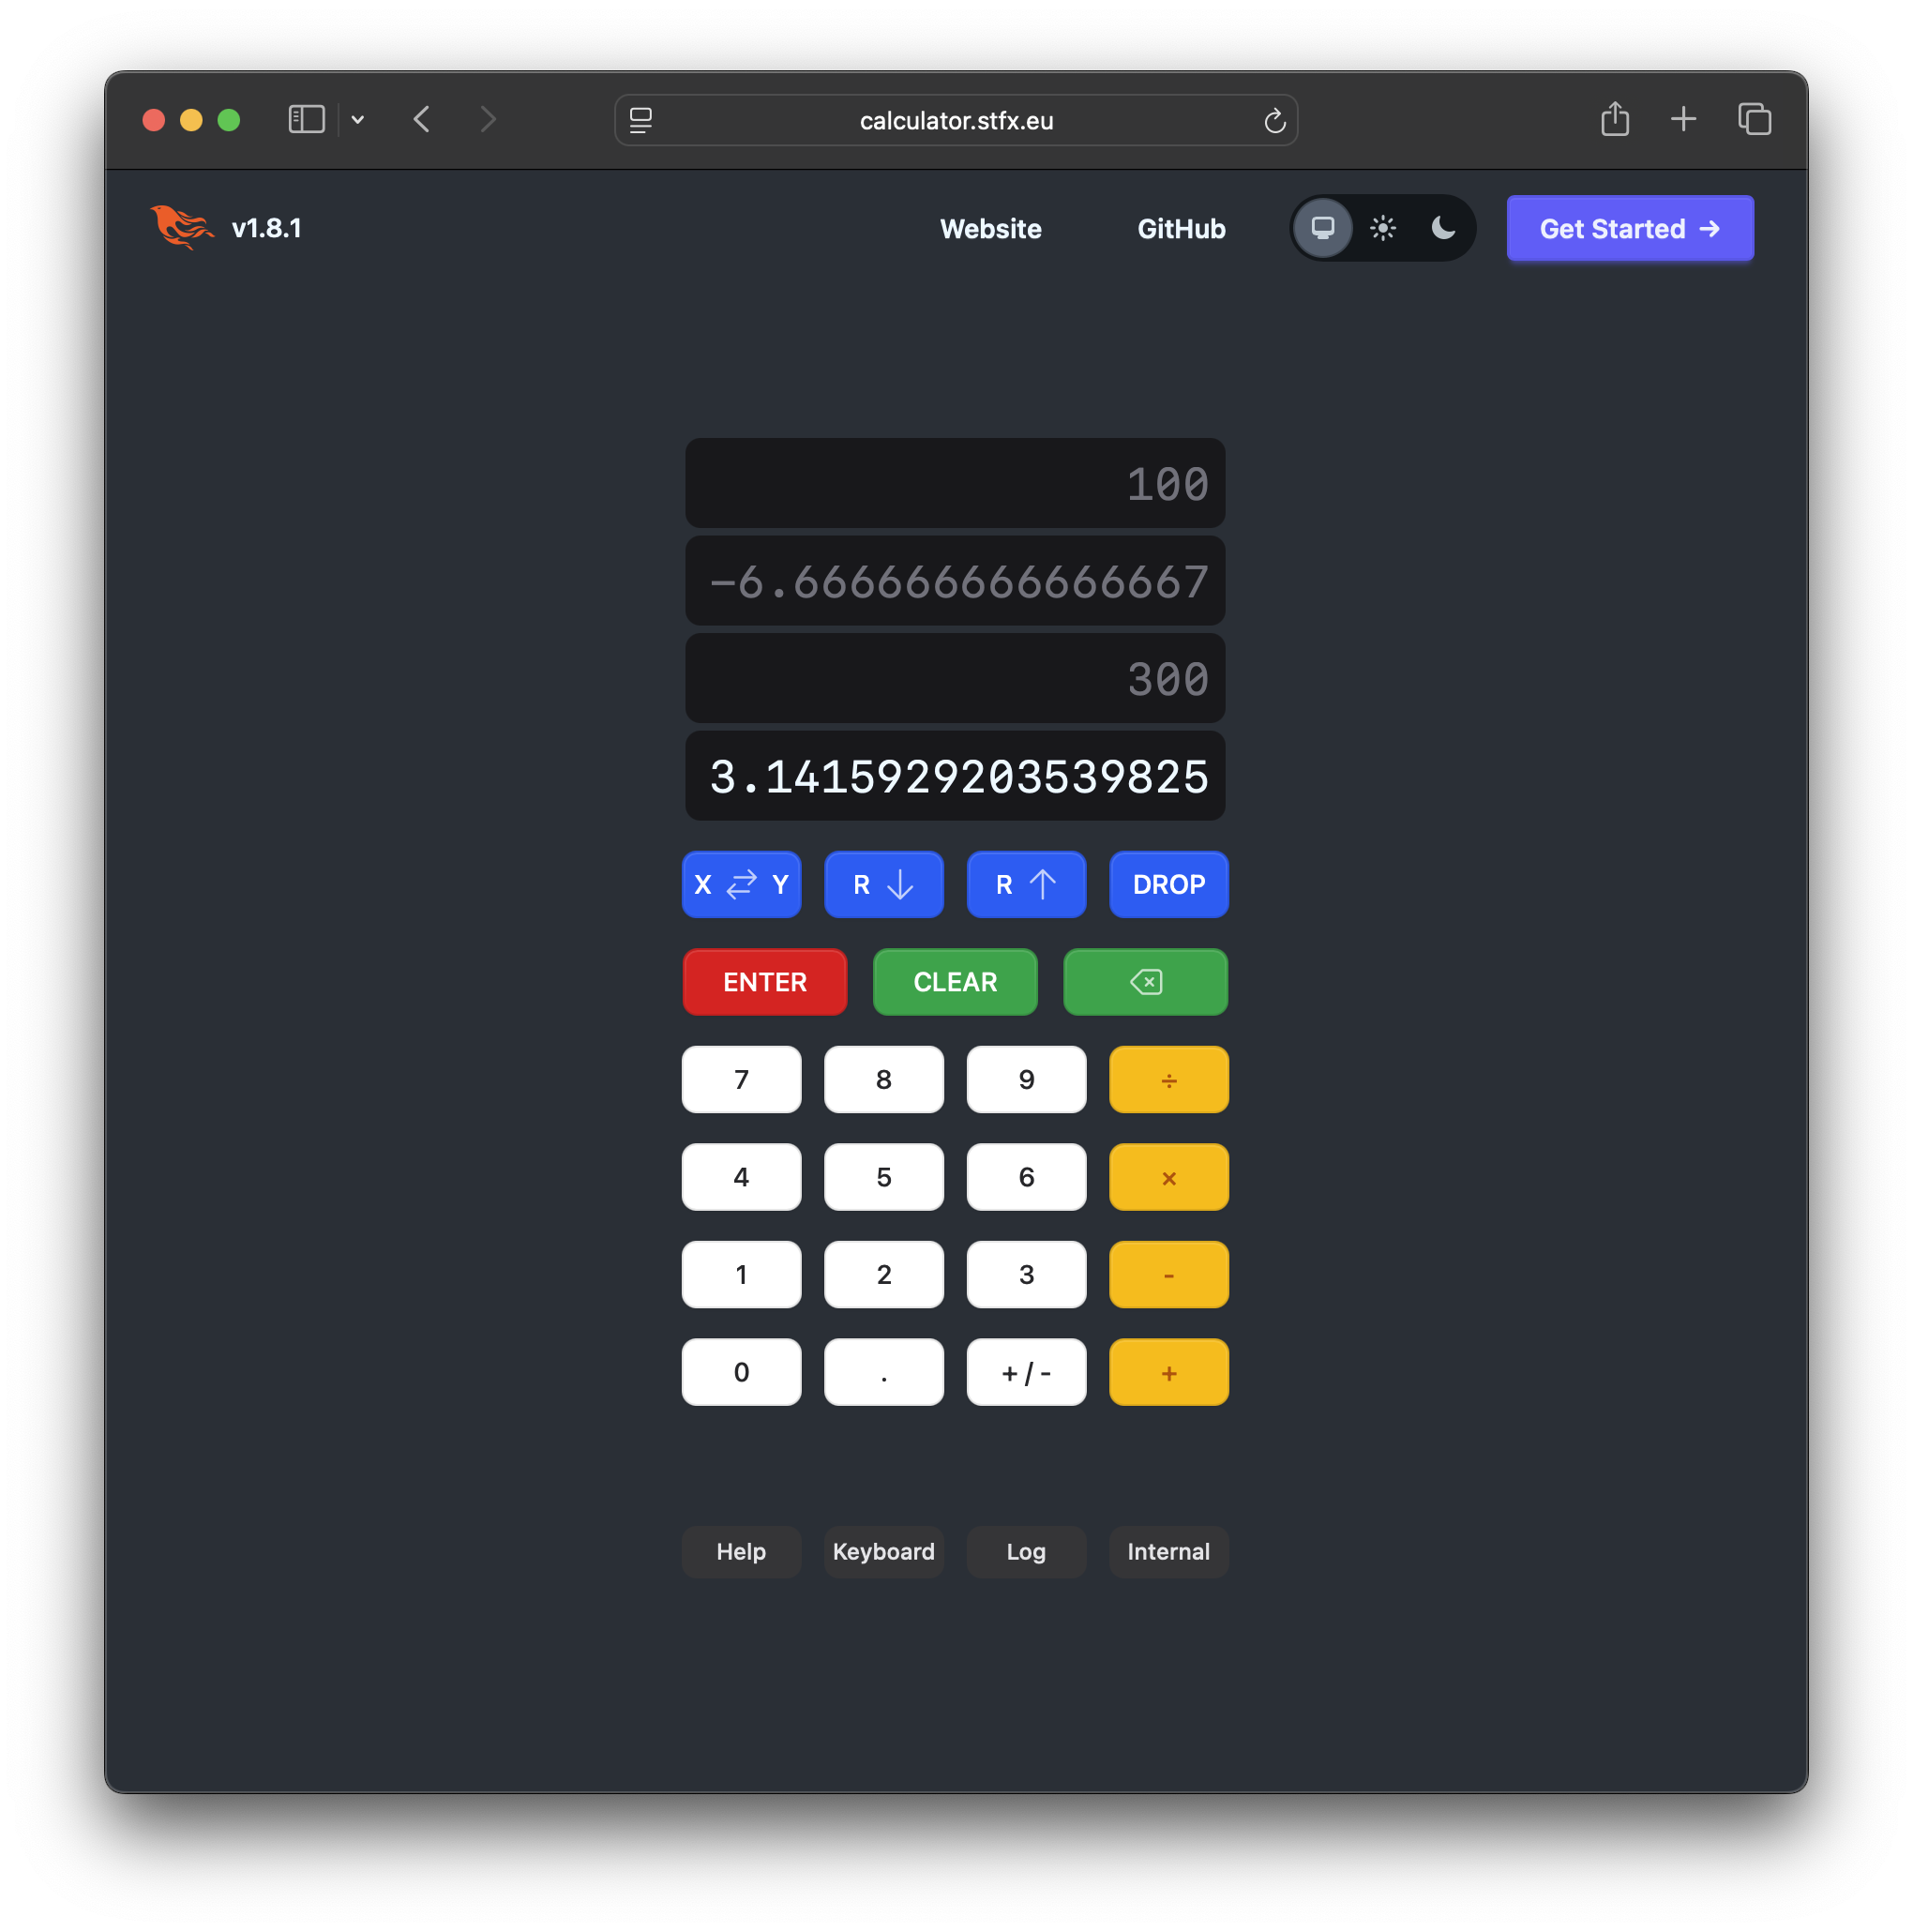 calculator.stfx.eu
v1.8.1 Website GitHub Get Started →
100
-6.666666666666667
300
3.1415929203539825
X ⇄ Y R ↓ R ↑ DROP
ENTER CLEAR
7 8 9 ÷
4 5 6 ×
1 2 3 -
0 . +/- +
Help Keyboard Log Internal